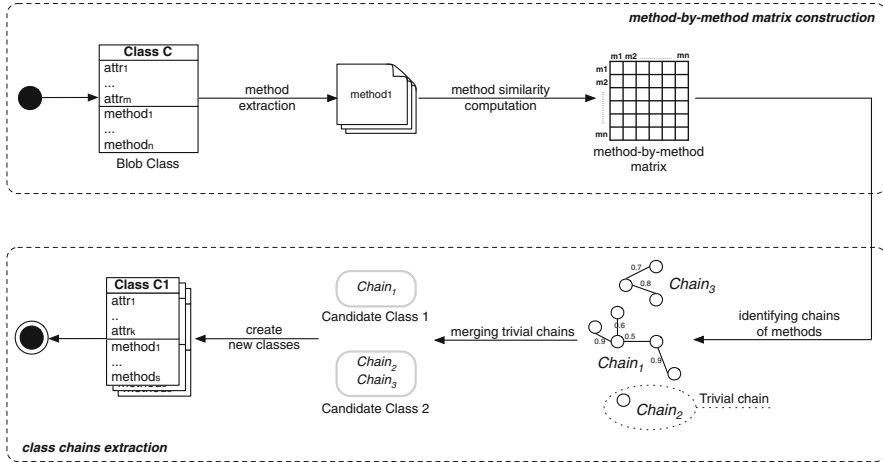 method-by-method matrix construction
Class C
attr1
...
attrm
method1
...
methodn
Blob Class
method
extraction
method1
method similarity
computation
m1 m2 ............... mn
m1
m2
mn
method-by-method
matrix
identifying chains
of methods
0.7
0.8
Chain3
0.6
0.9
0.5
0.9
Chain1
Chain2
Trivial chain
merging trivial chains
Chain1
Candidate Class 1
Chain2
Chain3
Candidate Class 2
create
new classes
Class C1
attr1
..
attrk
method1
...
methods
class chains extraction